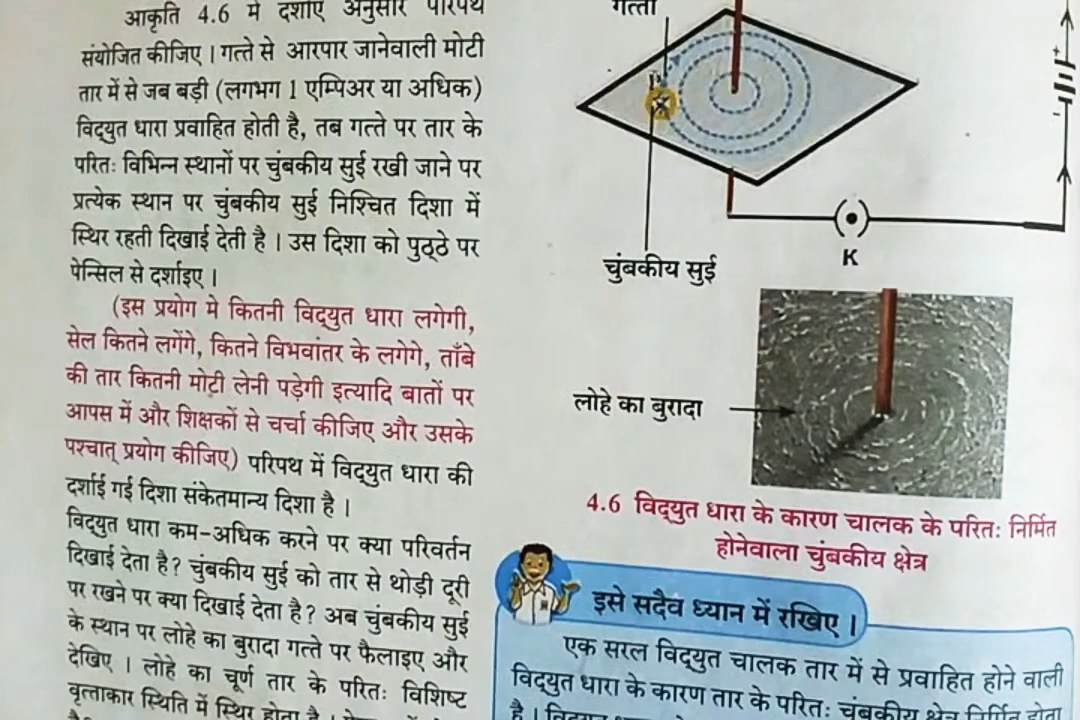 आकृति 4.6 मे दर्शाए अनुसार परिपथ
संयोजित कीजिए । गत्ते से आरपार जानेवाली मोटी
तार में से जब बड़ी (लगभग 1 एम्पिअर या अधिक)
विद्युत धारा प्रवाहित होती है, तब गत्ते पर तार के
परितः विभिन्न स्थानों पर चुंबकीय सुई रखी जाने पर
प्रत्येक स्थान पर चुंबकीय सुई निश्चित दिशा में
स्थिर रहती दिखाई देती है । उस दिशा को पुठ्ठे पर
पेन्सिल से दर्शाइए ।
(इस प्रयोग मे कितनी विद्युत धारा लगेगी,
सेल कितने लगेंगे, कितने विभवांतर के लगेगे, ताँबे
की तार कितनी मोटी लेनी पड़ेगी इत्यादि बातों पर
आपस में और शिक्षकों से चर्चा कीजिए और उसके
पश्चात् प्रयोग कीजिए) परिपथ में विद्युत धारा की
दर्शाई गई दिशा संकेतमान्य दिशा है ।
विद्युत धारा कम-अधिक करने पर क्या परिवर्तन
दिखाई देता है? चुंबकीय सुई को तार से थोड़ी दूरी
पर रखने पर क्या दिखाई देता है? अब चुंबकीय सुई
के स्थान पर लोहे का बुरादा गत्ते पर फैलाइए और
देखिए । लोहे का चूर्ण तार के परितः विशिष्ट
वृत्ताकार स्थिति में स्थिर होता है ।
गत्ता
P
+
-
K
चुंबकीय सुई
लोहे का बुरादा
4.6 विद्युत धारा के कारण चालक के परितः निर्मित
होनेवाला चुंबकीय क्षेत्र
इसे सदैव ध्यान में रखिए ।
एक सरल विद्युत चालक तार में से प्रवाहित होने वाली
विद्युत धारा के कारण तार के परितः चुंबकीय क्षेत्र निर्मित होता
है ।